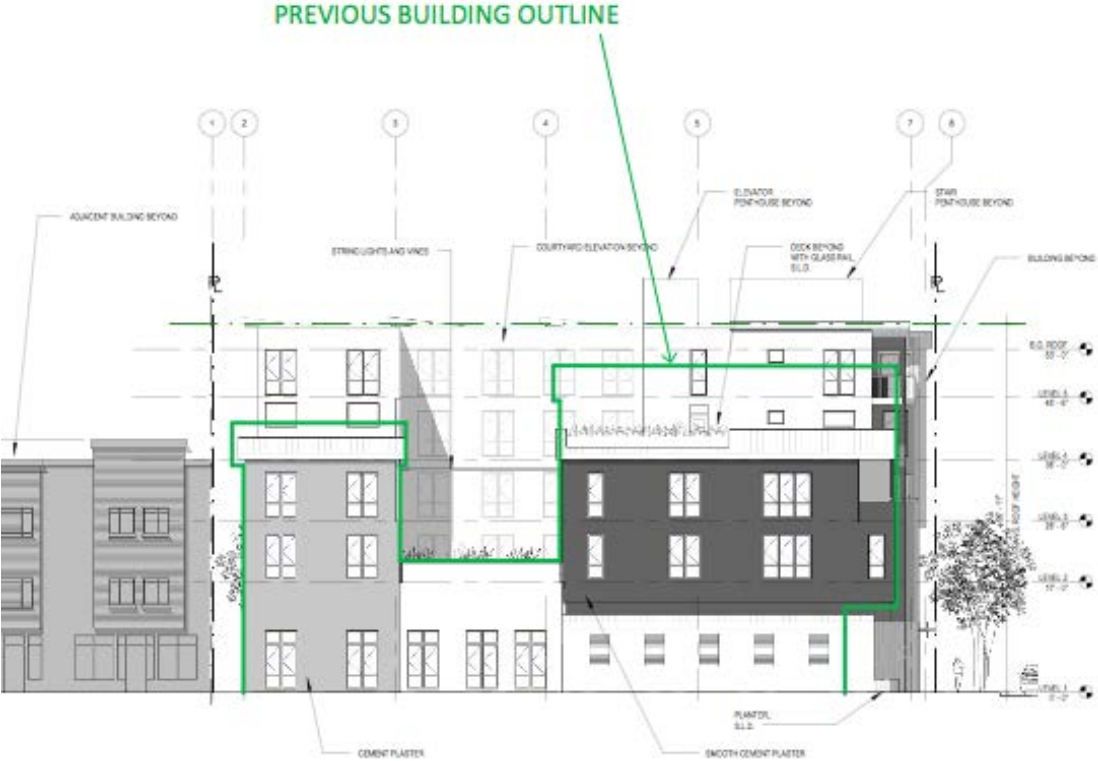 PREVIOUS BUILDING OUTLINE
1
2
3
4
5
7
8
ELEVATOR
PENTHOUSE BEYOND
STAIR
PENTHOUSE BEYOND
ADJACENT BUILDING BEYOND
STRING LIGHTS AND VINES
COURTYARD ELEVATION BEYOND
DECK BEYOND
WITH GLASS RAIL,
S.L.D.
BUILDING BEYOND
PL
PL
LEVEL 5
LEVEL 4
LEVEL 3
LEVEL 2
LEVEL 1
ROOF HEIGHT
PLANTER,
S.L.D.
CEMENT PLASTER
SMOOTH CEMENT PLASTER